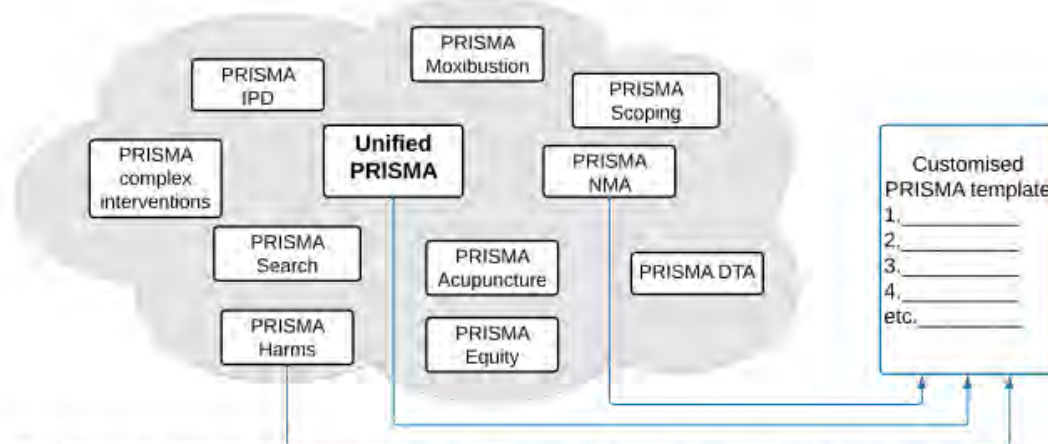 PRISMA
Moxibustion
PRISMA
IPD
PRISMA
Scoping
Unified
PRISMA
PRISMA
complex
interventions
PRISMA
NMA
PRISMA
Search
PRISMA
Acupuncture
PRISMA DTA
PRISMA
Harms
PRISMA
Equity
Customised
PRISMA template
1.
2.
3.
4.
etc.